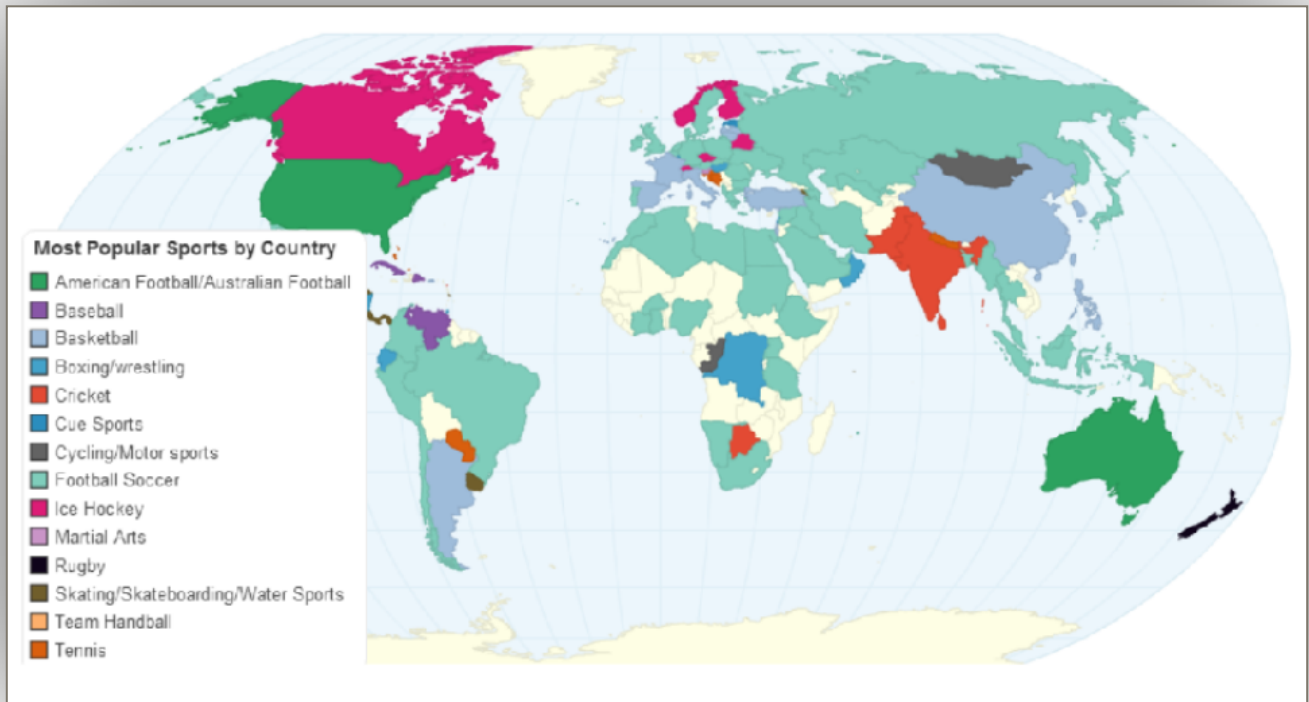 Most Popular Sports by Country
American Football/Australian Football
Baseball
Basketball
Boxing/wrestling
Cricket
Cue Sports
Cycling/Motor sports
Football Soccer
Ice Hockey
Martial Arts
Rugby
Skating/Skateboarding/Water Sports
Team Handball
Tennis